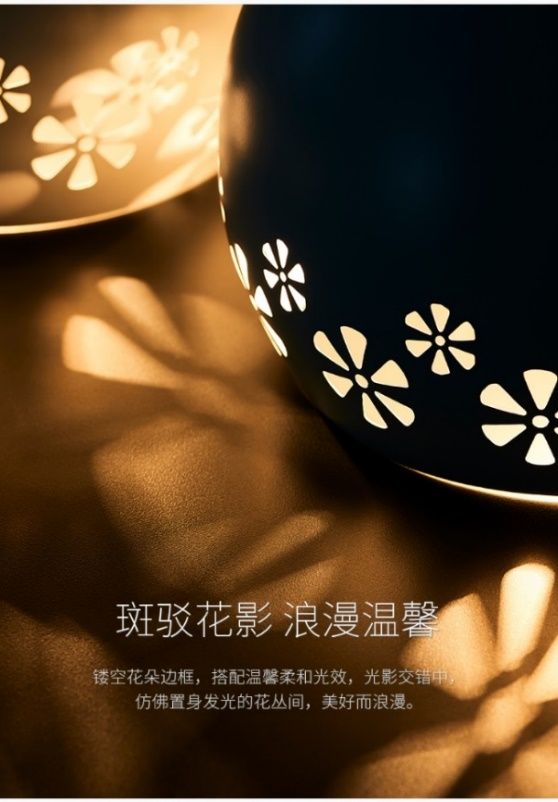 斑驳花影 浪漫温馨
镂空花朵边框，搭配温馨柔和光效，光影交错中，
仿佛置身发光的花丛间，美好而浪漫。